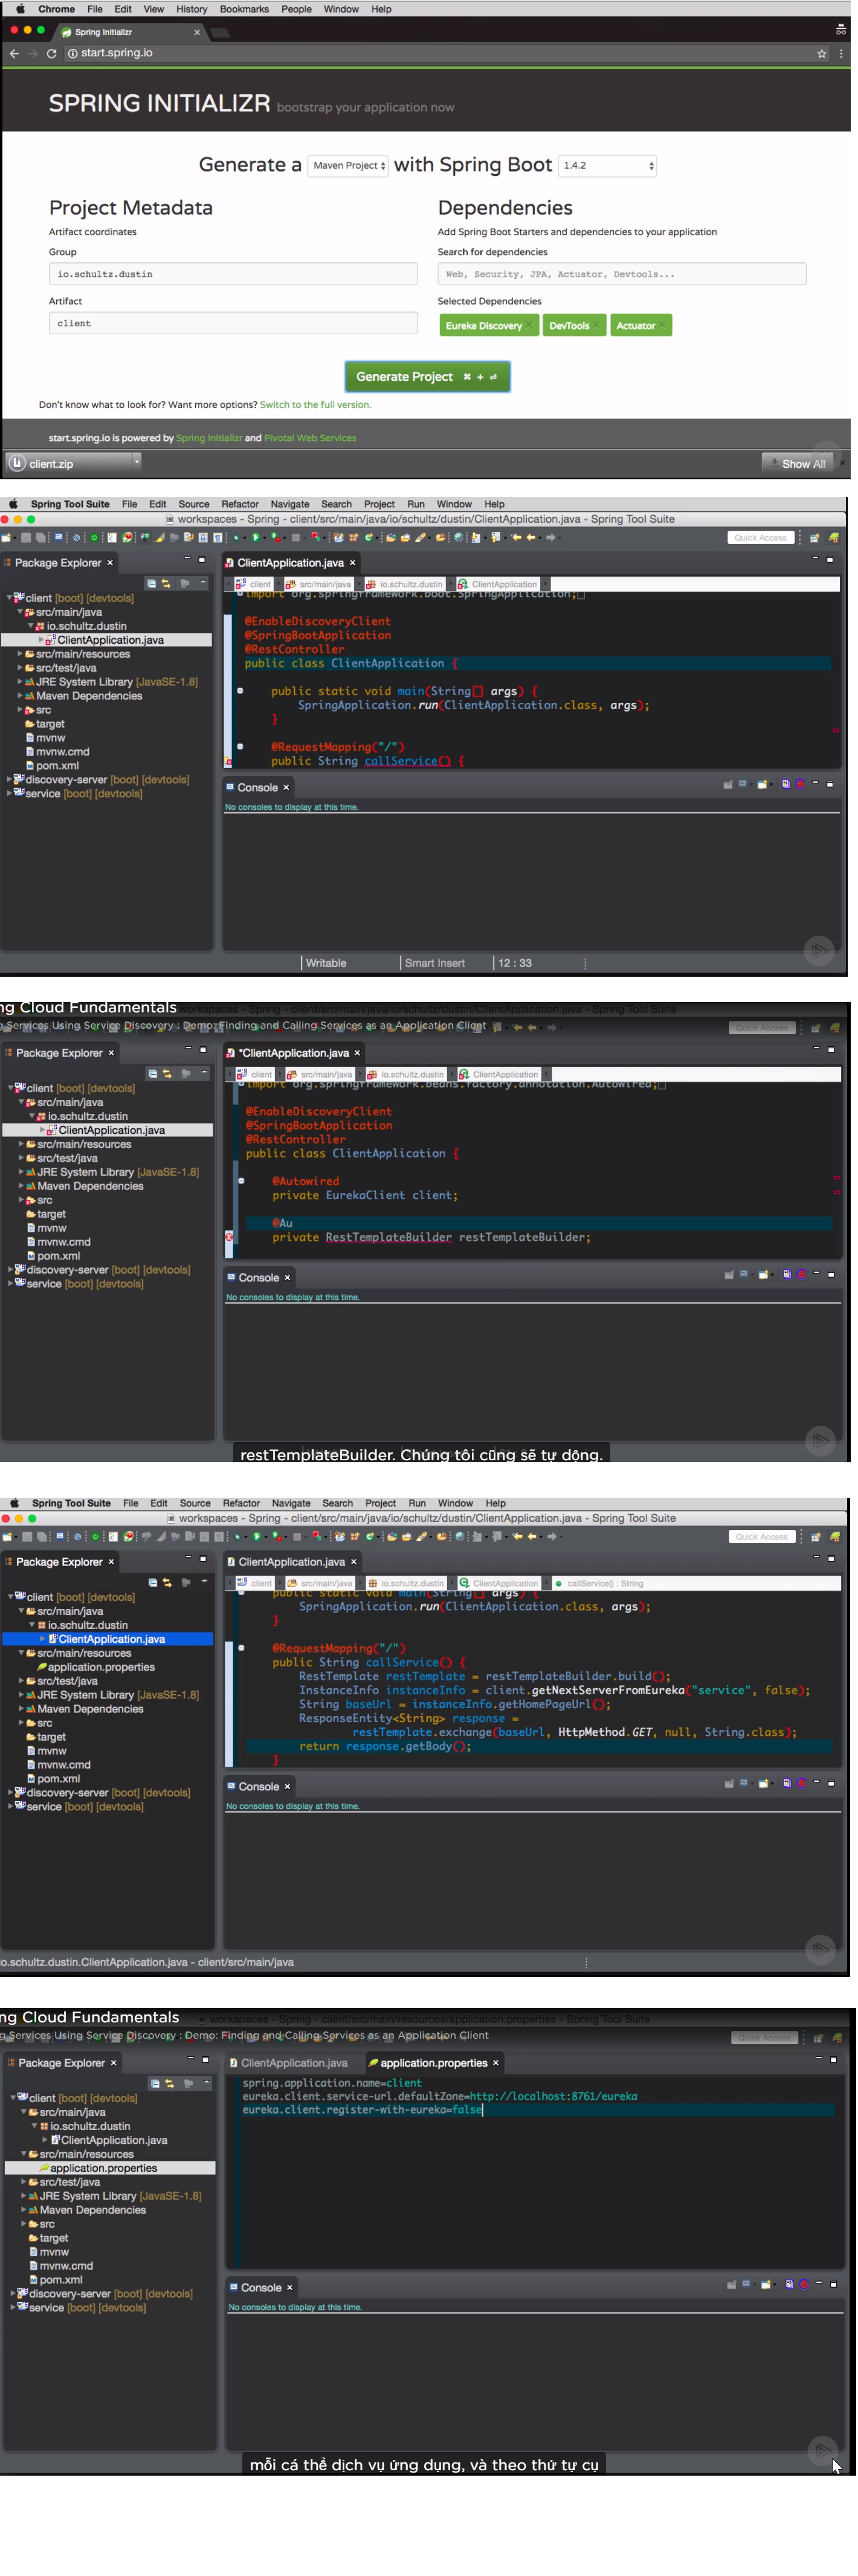 Chrome File Edit View History Bookmarks People Window Help
Spring Initializr
start.spring.io
SPRING INITIALIZR bootstrap your application now
Generate a Maven Project with Spring Boot 1.4.2
Project Metadata
Artifact coordinates
Group
io.schultz.dustin
Artifact
client
Dependencies
Add Spring Boot Starters and dependencies to your application
Search for dependencies
Web, Security, JPA, Actuator, Devtools...
Selected Dependencies
Eureka Discovery × DevTools × Actuator ×
Generate Project ⌘ + ⏎
Don't know what to look for? Want more options? Switch to the full version.
start.spring.io is powered by Spring Initializr and Pivotal Web Services
client.zip
Show All
Spring Tool Suite File Edit Source Refactor Navigate Search Project Run Window Help
workspaces - Spring - client/src/main/java/io/schultz/dustin/ClientApplication.java - Spring Tool Suite
Quick Access
Package Explorer
client [boot] [devtools]
src/main/java
io.schultz.dustin
ClientApplication.java
src/main/resources
src/test/java
JRE System Library [JavaSE-1.8]
Maven Dependencies
src
target
mvnw
mvnw.cmd
pom.xml
discovery-server [boot] [devtools]
service [boot] [devtools]
ClientApplication.java
client src/main/java io.schultz.dustin ClientApplication
import org.springframework.boot.SpringApplication;
@EnableDiscoveryClient
@SpringBootApplication
@RestController
public class ClientApplication {
public static void main(String[] args) {
SpringApplication.run(ClientApplication.class, args);
}
@RequestMapping("/")
public String callService() {
Console
No consoles to display at this time.
Writable Smart Insert 12 : 33
ng Cloud Fundamentals
workspaces - Spring - client/src/main/java/io/schultz/dustin/ClientApplication.java - Spring Tool Suite
g Services Using Service Discovery : Demo: Finding and Calling Services as an Application Client
Quick Access
Package Explorer
client [boot] [devtools]
src/main/java
io.schultz.dustin
ClientApplication.java
src/main/resources
src/test/java
JRE System Library [JavaSE-1.8]
Maven Dependencies
src
target
mvnw
mvnw.cmd
pom.xml
discovery-server [boot] [devtools]
service [boot] [devtools]
*ClientApplication.java
client src/main/java io.schultz.dustin ClientApplication
import org.springframework.beans.factory.annotation.Autowired;
@EnableDiscoveryClient
@SpringBootApplication
@RestController
public class ClientApplication {
@Autowired
private EurekaClient client;
@Au
private RestTemplateBuilder restTemplateBuilder;
Console
No consoles to display at this time.
restTemplateBuilder. Chúng tôi cũng sẽ tự động.
Spring Tool Suite File Edit Source Refactor Navigate Search Project Run Window Help
workspaces - Spring - client/src/main/java/io/schultz/dustin/ClientApplication.java - Spring Tool Suite
Quick Access
Package Explorer
client [boot] [devtools]
src/main/java
io.schultz.dustin
ClientApplication.java
src/main/resources
application.properties
src/test/java
JRE System Library [JavaSE-1.8]
Maven Dependencies
src
target
mvnw
mvnw.cmd
pom.xml
discovery-server [boot] [devtools]
service [boot] [devtools]
ClientApplication.java
client src/main/java io.schultz.dustin ClientApplication callService() : String
public static void main(String[] args) {
SpringApplication.run(ClientApplication.class, args);
}
@RequestMapping("/")
public String callService() {
RestTemplate restTemplate = restTemplateBuilder.build();
InstanceInfo instanceInfo = client.getNextServerFromEureka("service", false);
String baseUrl = instanceInfo.getHomePageUrl();
ResponseEntity<String> response =
restTemplate.exchange(baseUrl, HttpMethod.GET, null, String.class);
return response.getBody();
}
Console
No consoles to display at this time.
io.schultz.dustin.ClientApplication.java - client/src/main/java
ng Cloud Fundamentals
workspaces - Spring - client/src/main/resources/application.properties - Spring Tool Suite
g Services Using Service Discovery : Demo: Finding and Calling Services as an Application Client
Quick Access
Package Explorer
client [boot] [devtools]
src/main/java
io.schultz.dustin
ClientApplication.java
src/main/resources
application.properties
src/test/java
JRE System Library [JavaSE-1.8]
Maven Dependencies
src
target
mvnw
mvnw.cmd
pom.xml
discovery-server [boot] [devtools]
service [boot] [devtools]
ClientApplication.java application.properties
spring.application.name=client
eureka.client.service-url.defaultZone=http://localhost:8761/eureka
eureka.client.register-with-eureka=false
Console
No consoles to display at this time.
mỗi cá thể dịch vụ ứng dụng, và theo thứ tự cụ